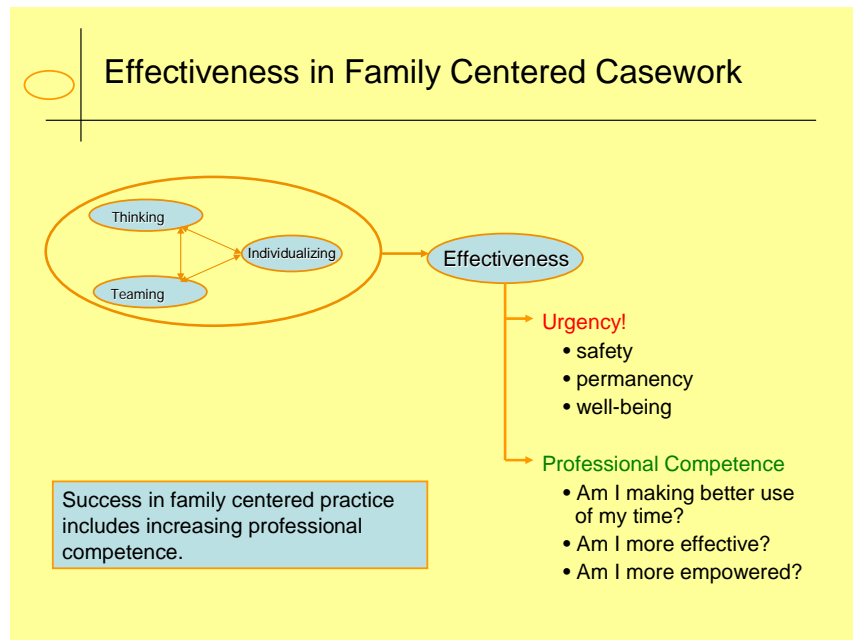 Effectiveness in Family Centered Casework
Thinking
Individualizing
Teaming
Effectiveness
Urgency!
• safety
• permanency
• well-being
Professional Competence
• Am I making better use
of my time?
• Am I more effective?
• Am I more empowered?
Success in family centered practice
includes increasing professional
competence.